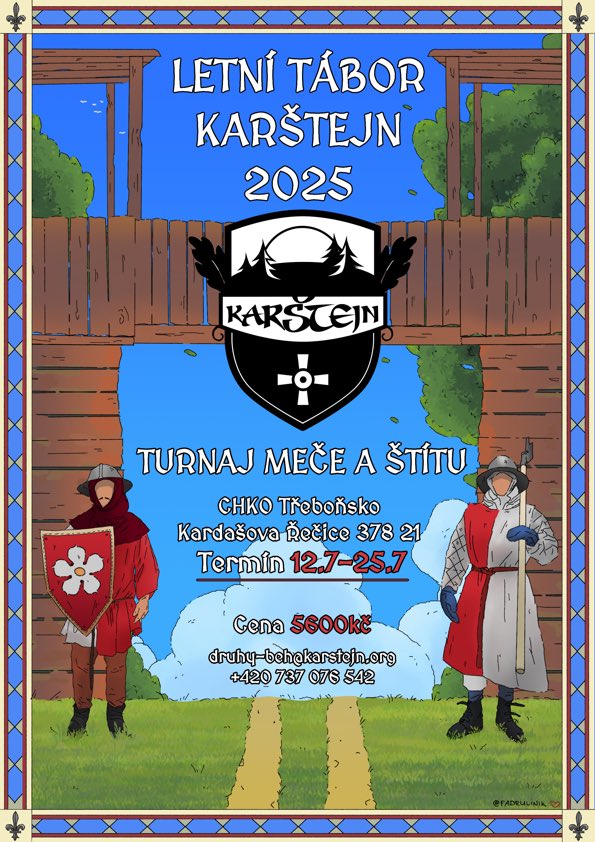 LETNÍ TÁBOR
KARŠTEJN
2025
KARŠTEJN
TURNAJ MEČE A ŠTÍTU
CHKO Třeboňsko
Kardašova Řečice 378 21
Termín 12.7-25.7
Cena 5600kč
druhy-beh@karstejn.org
+420 737 076 542
@FADRULINIK